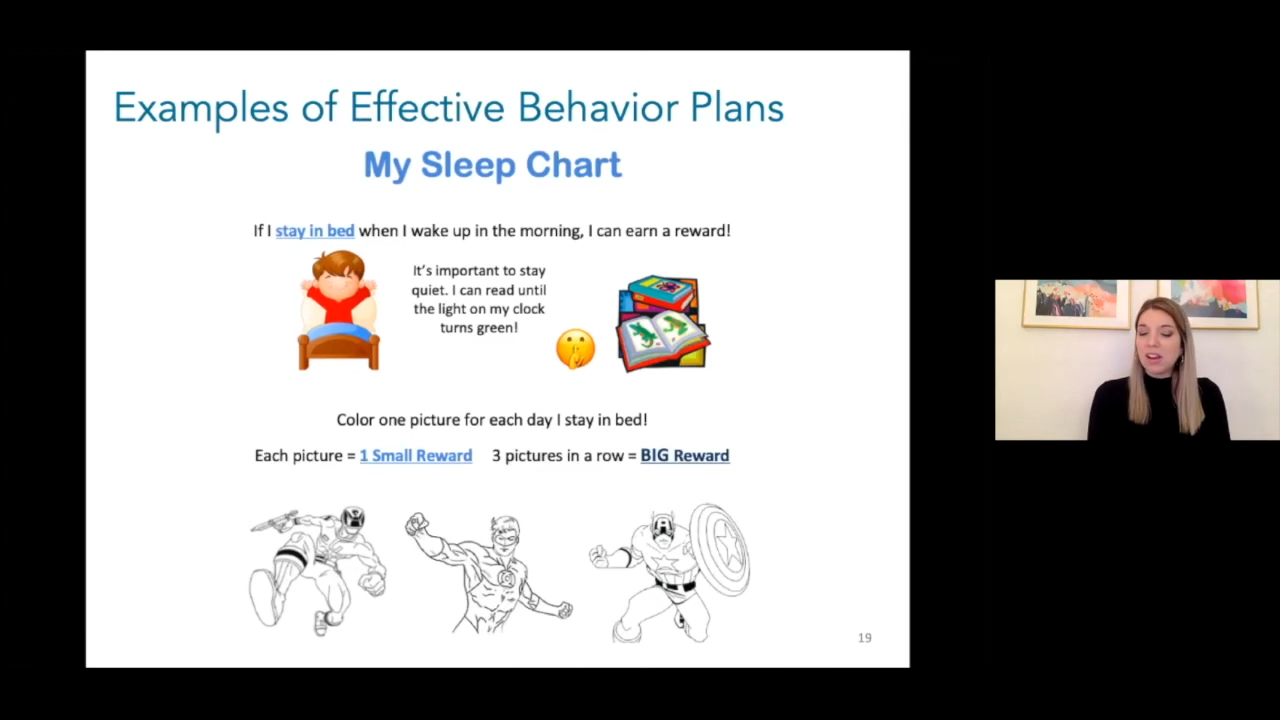 Examples of Effective Behavior Plans
My Sleep Chart
If I stay in bed when I wake up in the morning, I can earn a reward!
It's important to stay
quiet. I can read until
the light on my clock
turns green!
Color one picture for each day I stay in bed!
Each picture = 1 Small Reward 3 pictures in a row = BIG Reward
19